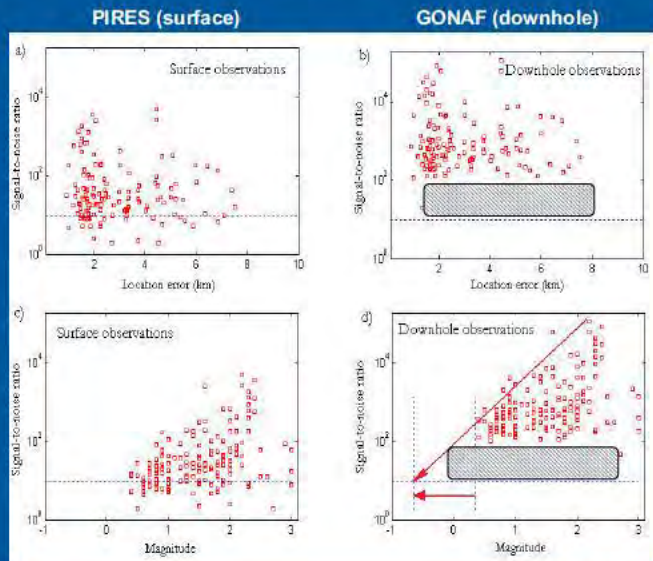 PIRES (surface)
GONAF (downhole)
a)
Surface observations
Signal-to-noise ratio
10⁴
10²
10⁰
2
4
6
8
10
Location error (km)
b)
Downhole observations
Signal-to-noise ratio
10⁴
10²
10⁰
2
4
6
8
10
Location error (km)
c)
Surface observations
Signal-to-noise ratio
10⁴
10²
10⁰
-1
0
1
2
3
Magnitude
d)
Downhole observations
Signal-to-noise ratio
10⁴
10²
10⁰
-1
0
1
2
3
Magnitude